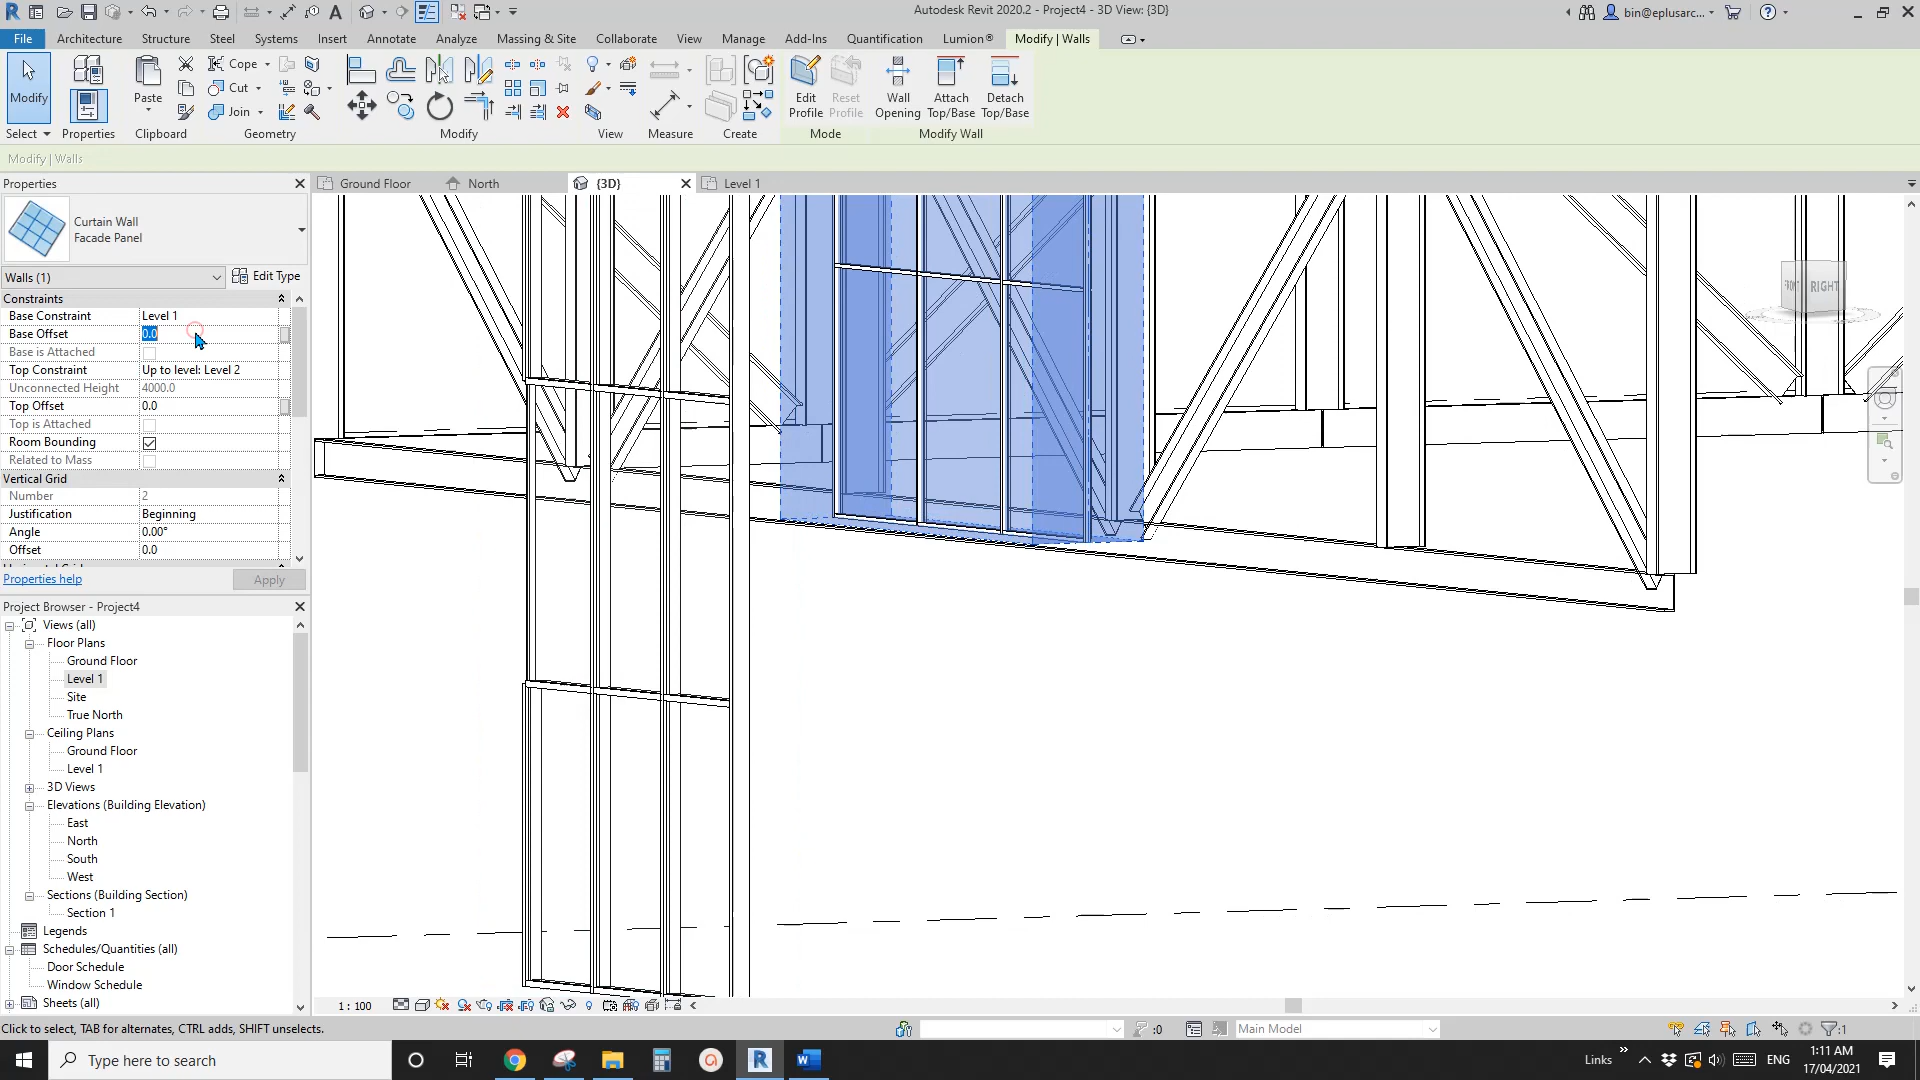 Autodesk Revit 2020.2 - Project4 - 3D View: {3D}
bin@eplusarc...
File
Architecture
Structure
Steel
Systems
Insert
Annotate
Analyze
Massing & Site
Collaborate
View
Manage
Add-Ins
Quantification
Lumion®
Modify | Walls
Modify
Paste
Cope
Cut
Join
Edit Profile
Reset Profile
Wall Opening
Attach Top/Base
Detach Top/Base
Select
Properties
Clipboard
Geometry
Modify
View
Measure
Create
Mode
Modify Wall
Modify | Walls
Properties
Ground Floor
North
{3D}
Level 1
Curtain Wall
Facade Panel
Walls (1)
Edit Type
Constraints
Base Constraint Level 1
Base Offset 0.0
Base is Attached
Top Constraint Up to level: Level 2
Unconnected Height 4000.0
Top Offset 0.0
Top is Attached
Room Bounding
Related to Mass
Vertical Grid
Number 2
Justification Beginning
Angle 0.00°
Offset 0.0
Properties help
Apply
Project Browser - Project4
Views (all)
Floor Plans
Ground Floor
Level 1
Site
True North
Ceiling Plans
Ground Floor
Level 1
3D Views
Elevations (Building Elevation)
East
North
South
West
Sections (Building Section)
Section 1
Legends
Schedules/Quantities (all)
Door Schedule
Window Schedule
Sheets (all)
RIGHT
1 : 100
Click to select, TAB for alternates, CTRL adds, SHIFT unselects.
:0
Main Model
:1
Type here to search
Links
ENG
1:11 AM
17/04/2021